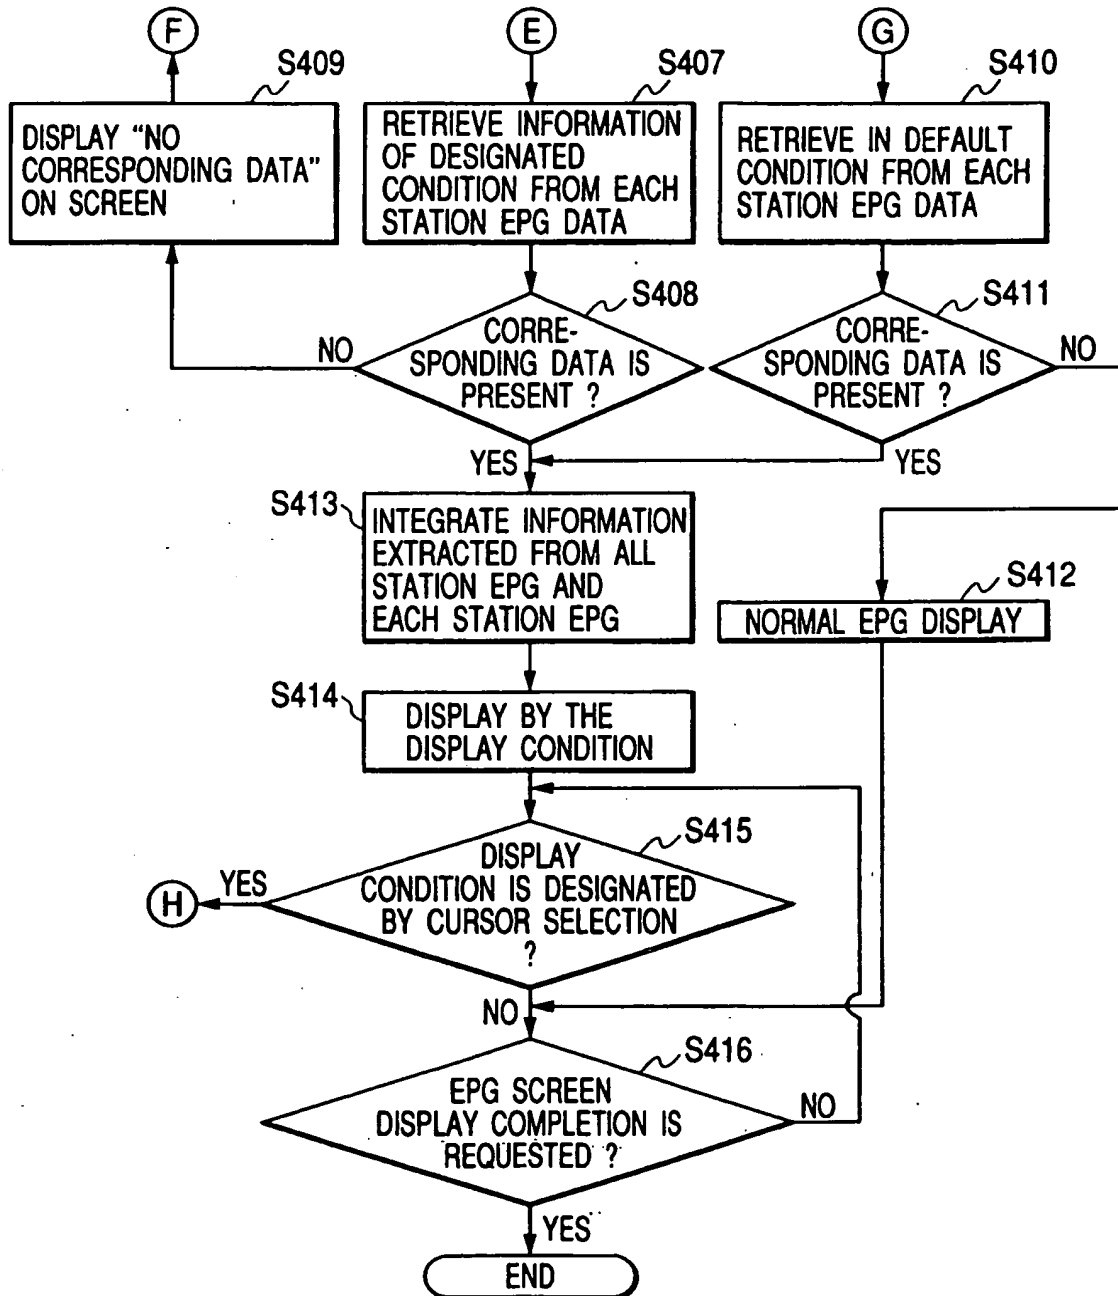 F
E
G
S409
S407
S410
DISPLAY “NO
CORRESPONDING DATA”
ON SCREEN
RETRIEVE INFORMATION
OF DESIGNATED
CONDITION FROM EACH
STATION EPG DATA
RETRIEVE IN DEFAULT
CONDITION FROM EACH
STATION EPG DATA
S408
S411
NO
CORRE-
SPONDING DATA IS
PRESENT ?
CORRE-
SPONDING DATA IS
PRESENT ?
NO
YES
YES
S413
INTEGRATE INFORMATION
EXTRACTED FROM ALL
STATION EPG AND
EACH STATION EPG
S412
NORMAL EPG DISPLAY
S414
DISPLAY BY THE
DISPLAY CONDITION
S415
DISPLAY
CONDITION IS DESIGNATED
BY CURSOR SELECTION
?
YES
H
NO
S416
EPG SCREEN
DISPLAY COMPLETION IS
REQUESTED ?
NO
YES
END